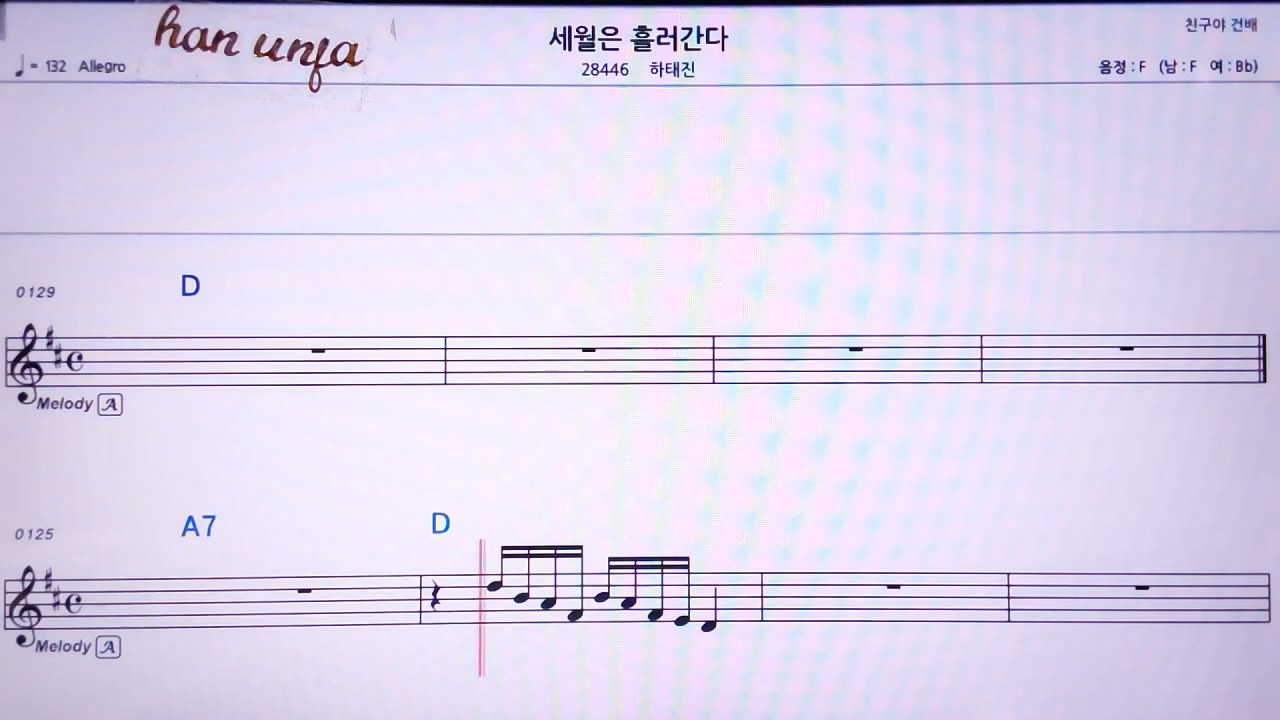 han unfa
세월은 흘러간다
친구야 건배
♩= 132 Allegro
28446 하태진
음정 : F (남 : F 여 : Bb)
0129 D
Melody A
0125 A7 D
Melody A